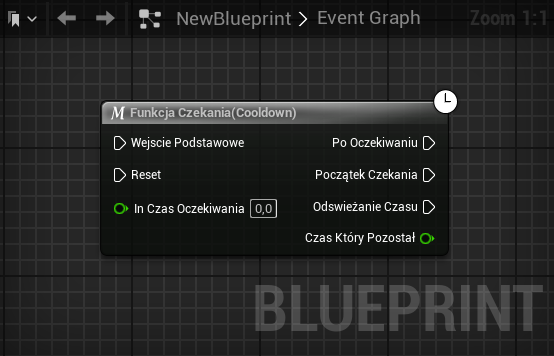 NewBlueprint > Event Graph
Zoom 1:1
Funkcja Czekania(Cooldown)
Wejscie Podstawowe
Po Oczekiwaniu
Reset
Początek Czekania
In Czas Oczekiwania 0,0
Odswieżanie Czasu
Czas Który Pozostał
BLUEPRINT